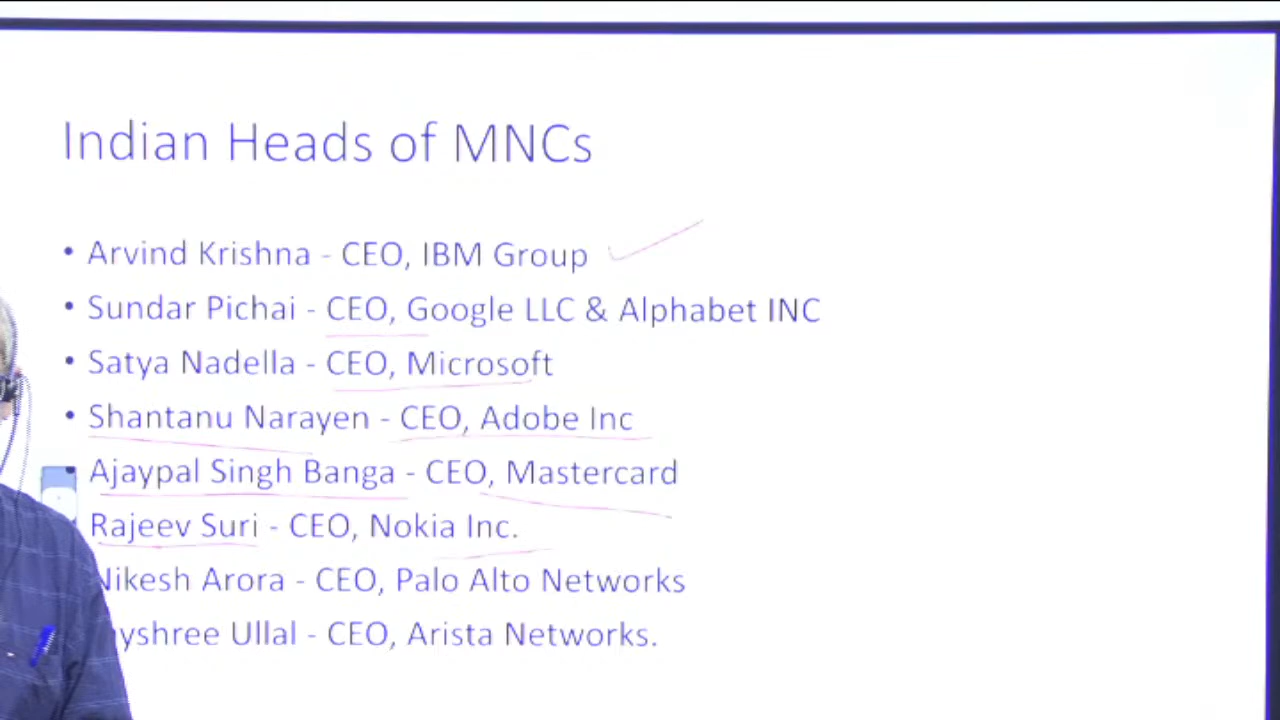 Indian Heads of MNCs
• Arvind Krishna - CEO, IBM Group
• Sundar Pichai - CEO, Google LLC & Alphabet INC
• Satya Nadella - CEO, Microsoft
• Shantanu Narayen - CEO, Adobe Inc
Ajaypal Singh Banga - CEO, Mastercard
Rajeev Suri - CEO, Nokia Inc.
Nikesh Arora - CEO, Palo Alto Networks
yshree Ullal - CEO, Arista Networks.